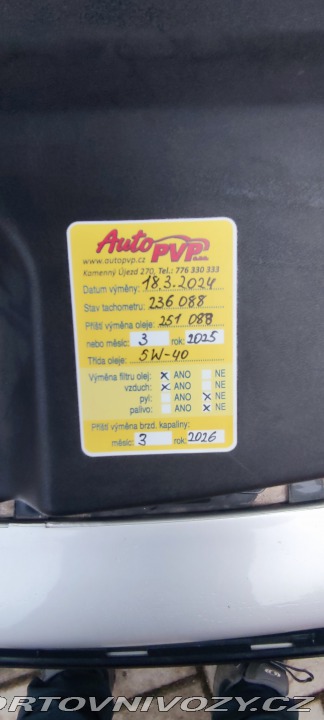 Auto PVP s.r.o.
www.autopvp.cz
Kamenný Újezd 270, Tel.: 776 330 333
Datum výměny: 18.3.2024
Stav tachometru: 236 088
Příští výměna oleje: 251 088
nebo měsíc: 3 rok: 2025
Třída oleje: 5W-40
Výměna filtru olej: x ANO NE
vzduch: x ANO NE
pyl: ANO x NE
palivo: ANO x NE
Příští výměna brzd. kapaliny:
měsíc: 3 rok: 2026
PORTOVNIVOZY.CZ